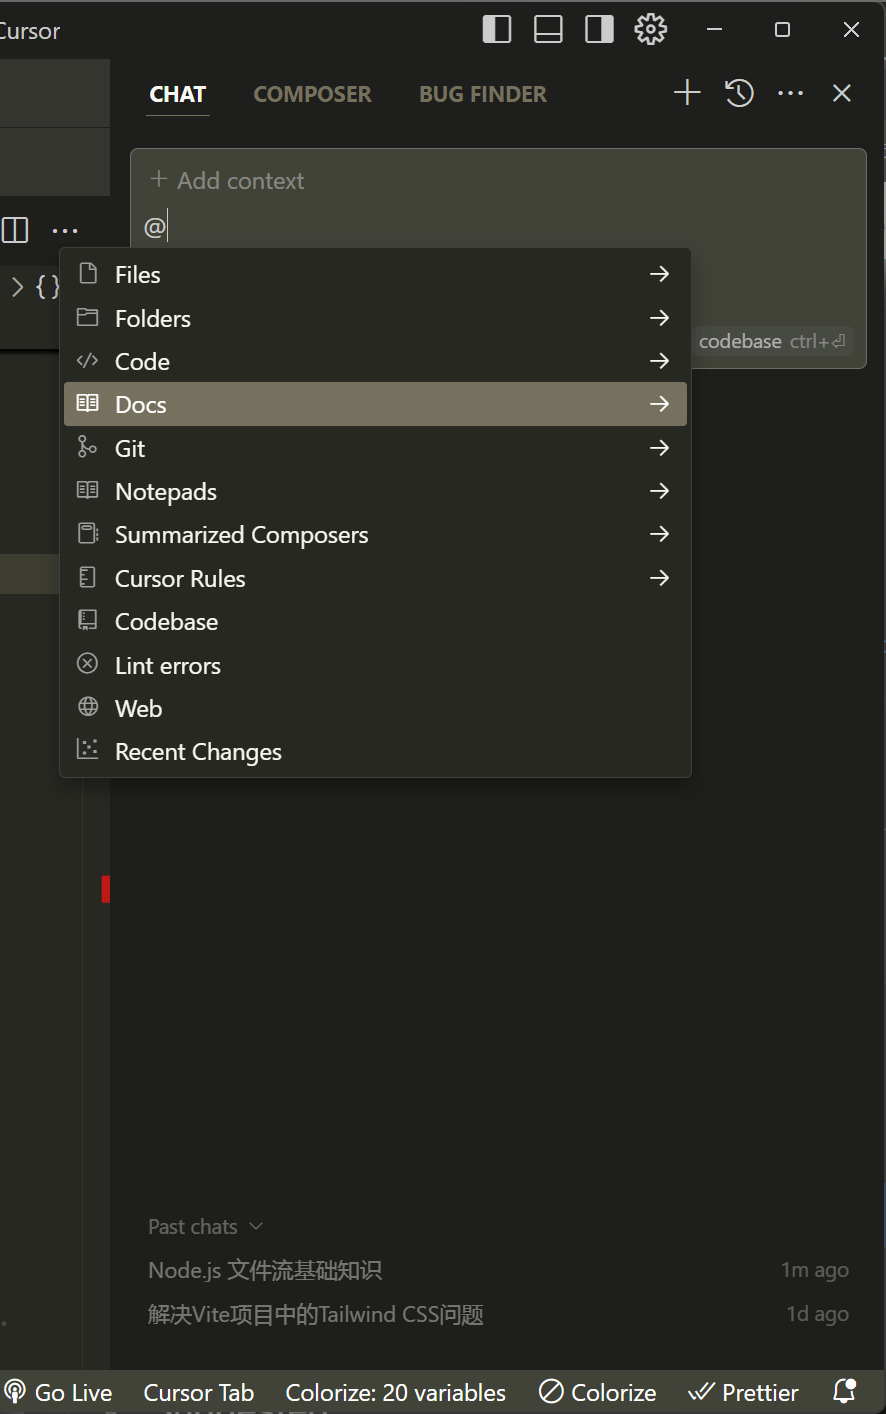 Cursor
CHAT COMPOSER BUG FINDER
+ Add context
@
{}
Files
Folders
codebase ctrl+⏎
Code
Docs
Git
Notepads
Summarized Composers
Cursor Rules
Codebase
Lint errors
Web
Recent Changes
Past chats
Node.js 文件流基础知识 1m ago
解决Vite项目中的Tailwind CSS问题 1d ago
Go Live Cursor Tab Colorize: 20 variables Colorize Prettier